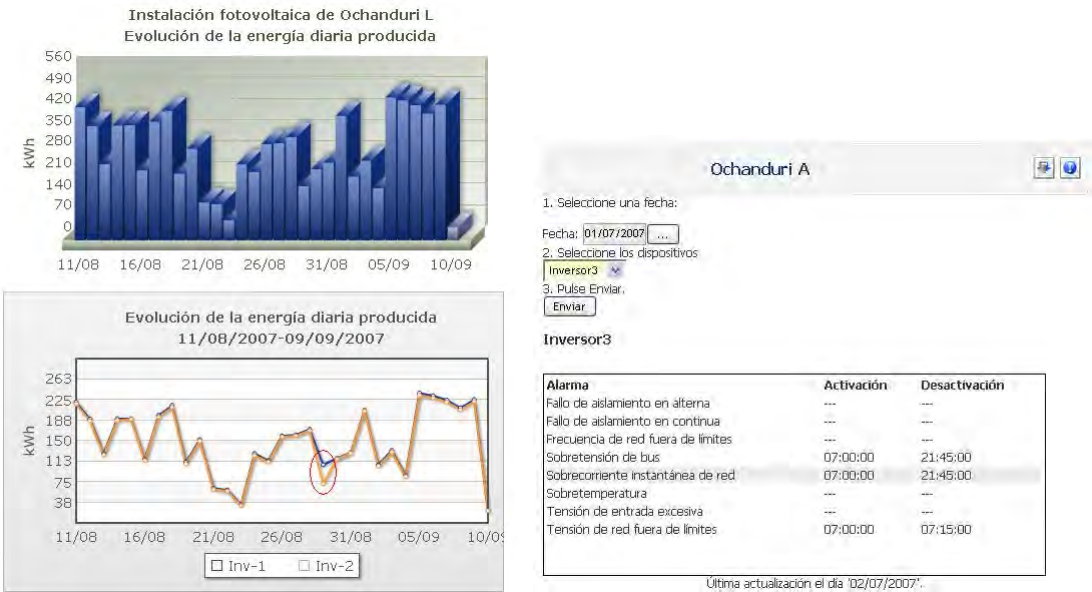 Instalación fotovoltaica de Ochanduri L
Evolución de la energía diaria producida
kWh
560
490
420
350
280
210
140
70
0
11/08 16/08 21/08 26/08 31/08 05/09 10/09
Evolución de la energía diaria producida
11/08/2007-09/09/2007
kWh
263
225
188
150
113
75
38
11/08 16/08 21/08 26/08 31/08 05/09 10/09
Inv-1 Inv-2
Ochanduri A
1. Seleccione una fecha:
Fecha: 01/07/2007 ...
2. Seleccione los dispositivos
Inversor3
3. Pulse Enviar.
Enviar
Inversor3
Alarma Activación Desactivación
Fallo de aislamiento en alterna --- ---
Fallo de aislamiento en continua --- ---
Frecuencia de red fuera de límites --- ---
Sobretensión de bus 07:00:00 21:45:00
Sobrecorriente instantánea de red 07:00:00 21:45:00
Sobretemperatura --- ---
Tensión de entrada excesiva --- ---
Tensión de red fuera de límites 07:00:00 07:15:00
Última actualización el día '02/07/2007'.